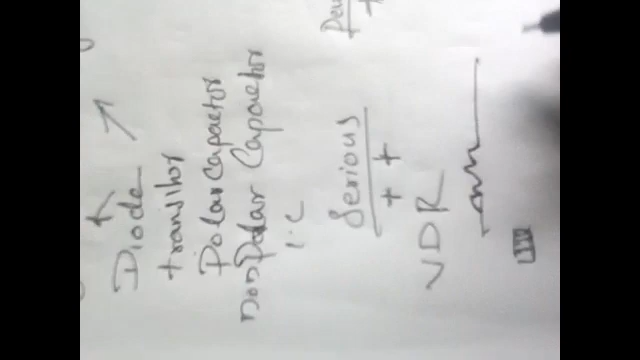 Diode
transistor
Polar capacitor
non Polar Capacitor
I.C
Serious
+ +
VDR